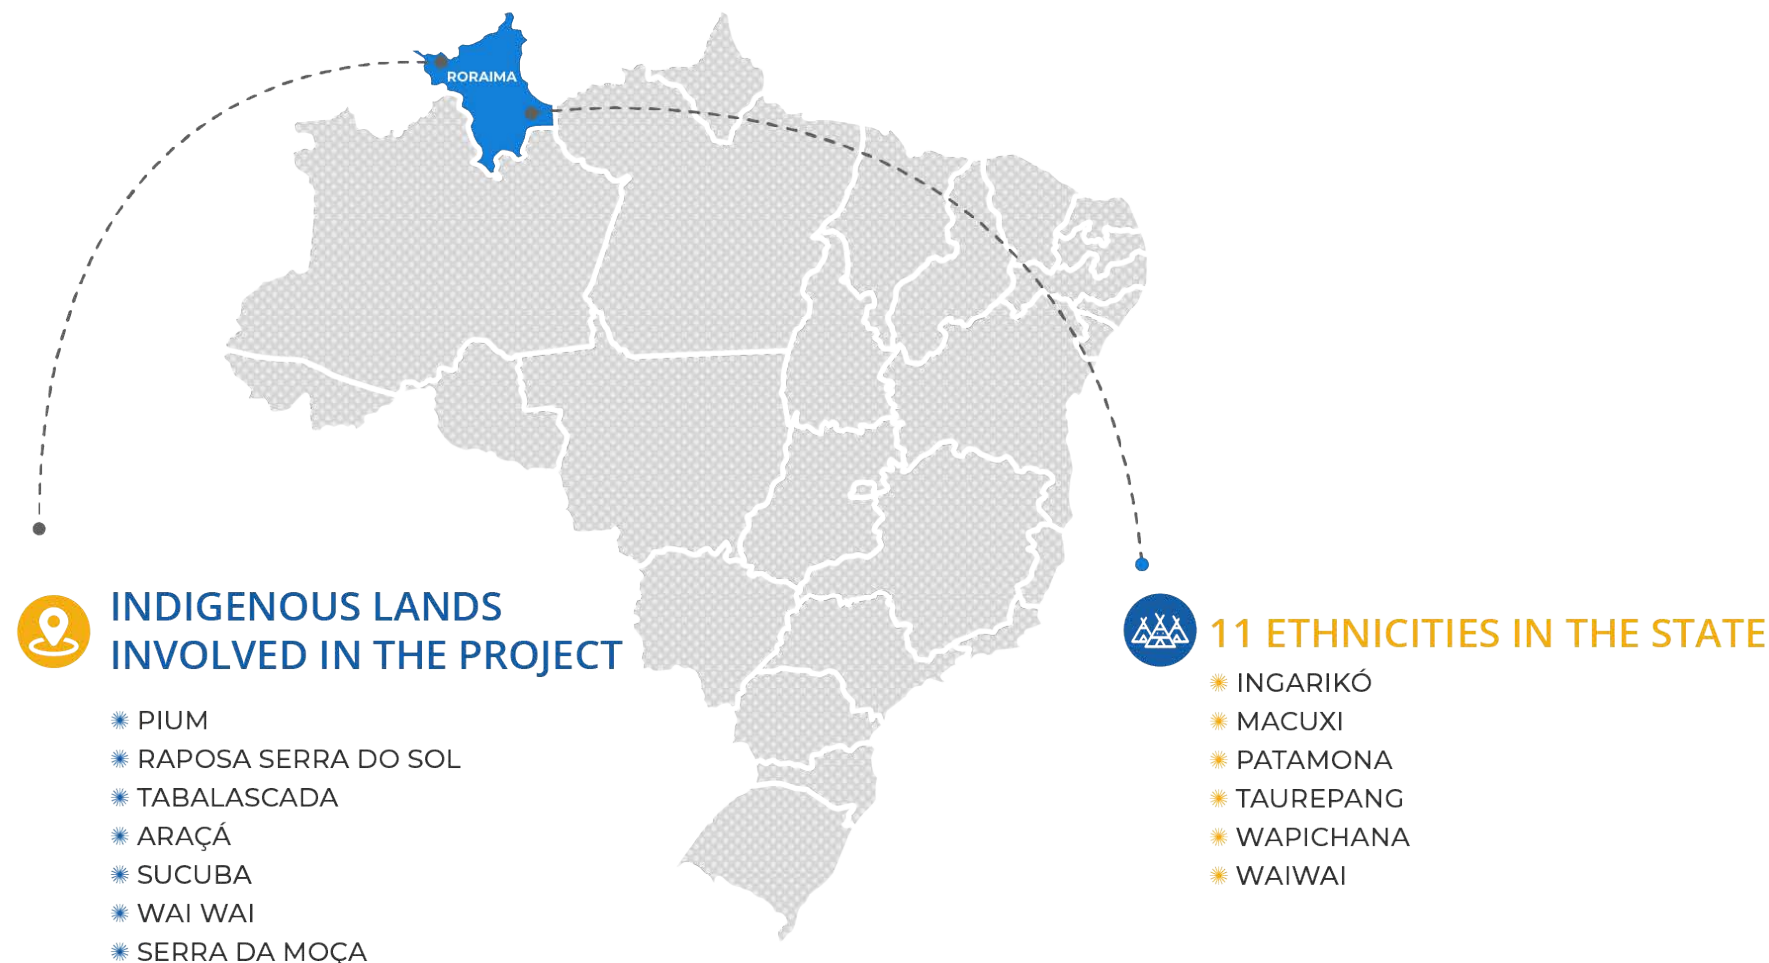 RORAIMA
INDIGENOUS LANDS
INVOLVED IN THE PROJECT
PIUM
RAPOSA SERRA DO SOL
TABALASCADA
ARAÇÁ
SUCUBA
WAI WAI
SERRA DA MOÇA
11 ETHNICITIES IN THE STATE
INGARIKÓ
MACUXI
PATAMONA
TAUREPANG
WAPICHANA
WAIWAI